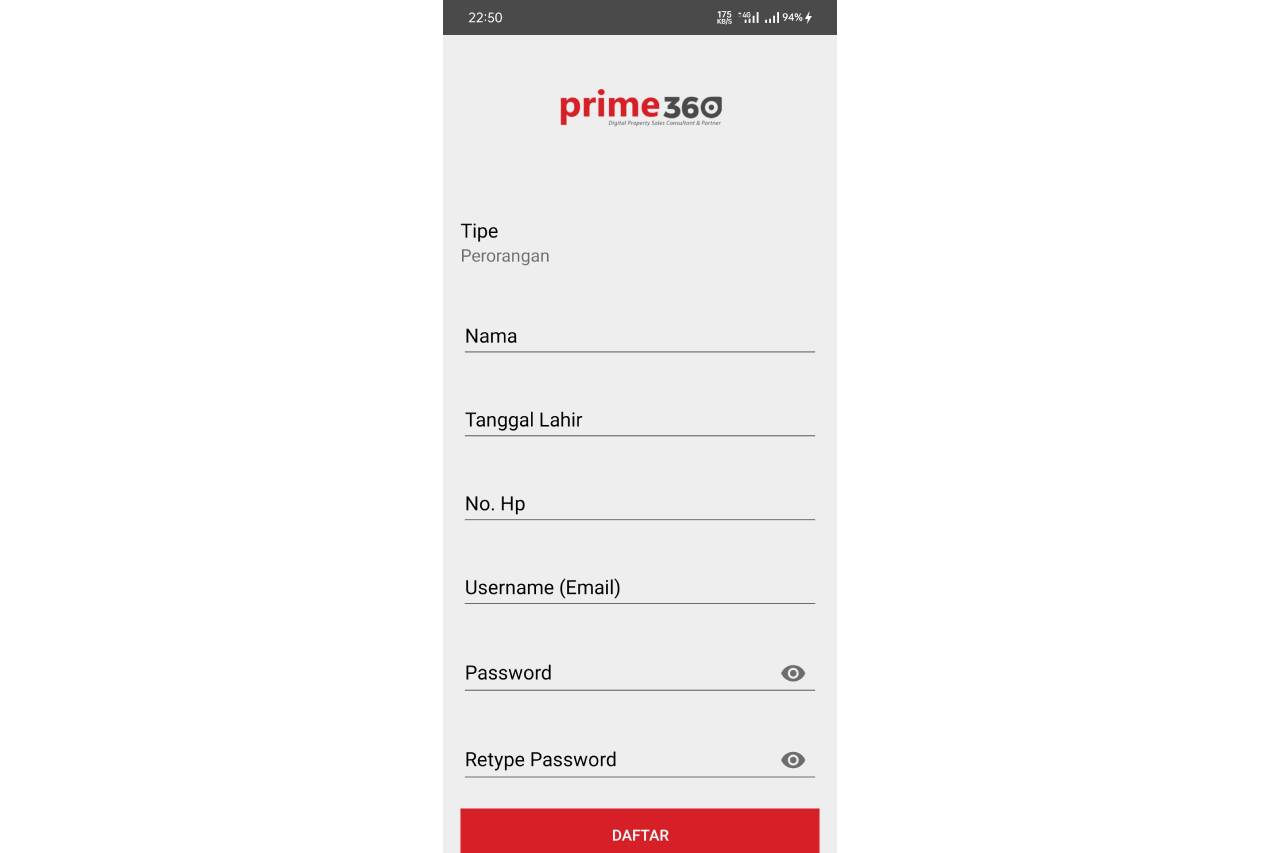 22:50
175 KB/S 4G 94%
prime360
Digital Property Sales Consultant & Partner
Tipe
Perorangan
Nama
Tanggal Lahir
No. Hp
Username (Email)
Password
Retype Password
DAFTAR